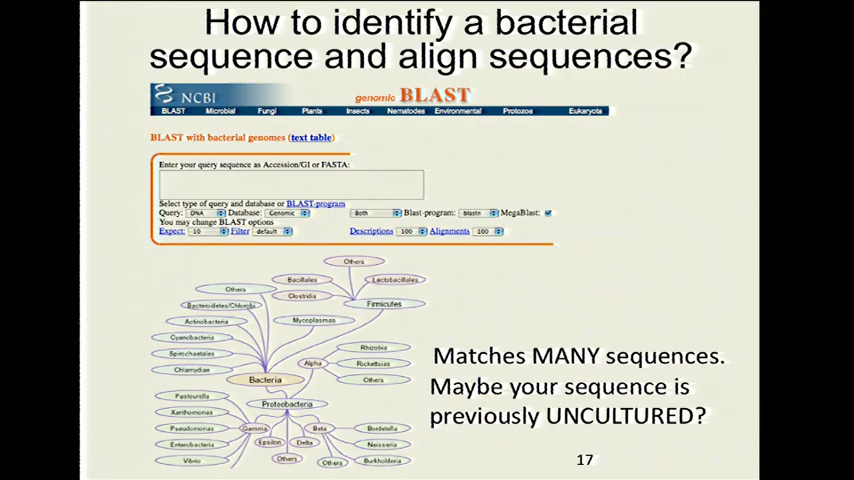 How to identify a bacterial
sequence and align sequences?
NCBI
genomic BLAST
BLAST Microbial Fungi Plants Insects Nematodes Environmental Protozoa Eukaryota
BLAST with bacterial genomes (text table)
Enter your query sequence as Accession/GI or FASTA:
Select type of query and database or BLAST-program
Query: DNA Database: Genomic Both Blast-program: blastn MegaBlast:
You may change BLAST options
Expect: 10 Filter default Descriptions 100 Alignments 100
Others
Bacillales Lactobacillales
Others Clostridia
Bacteroidetes/Chlorobi Firmicutes
Actinobacteria Mycoplasmas
Cyanobacteria
Spirochaetales Rhizobia
Chlamydiae Alpha Rickettsias
Bacteria Others
Pasturella Proteobacteria
Xanthomonas
Pseudomonas Gamma Beta Bordetella
Enterobacteria Epsilon Delta Neisseria
Vibrio Others Others Burkholderia
Matches MANY sequences.
Maybe your sequence is
previously UNCULTURED?
17